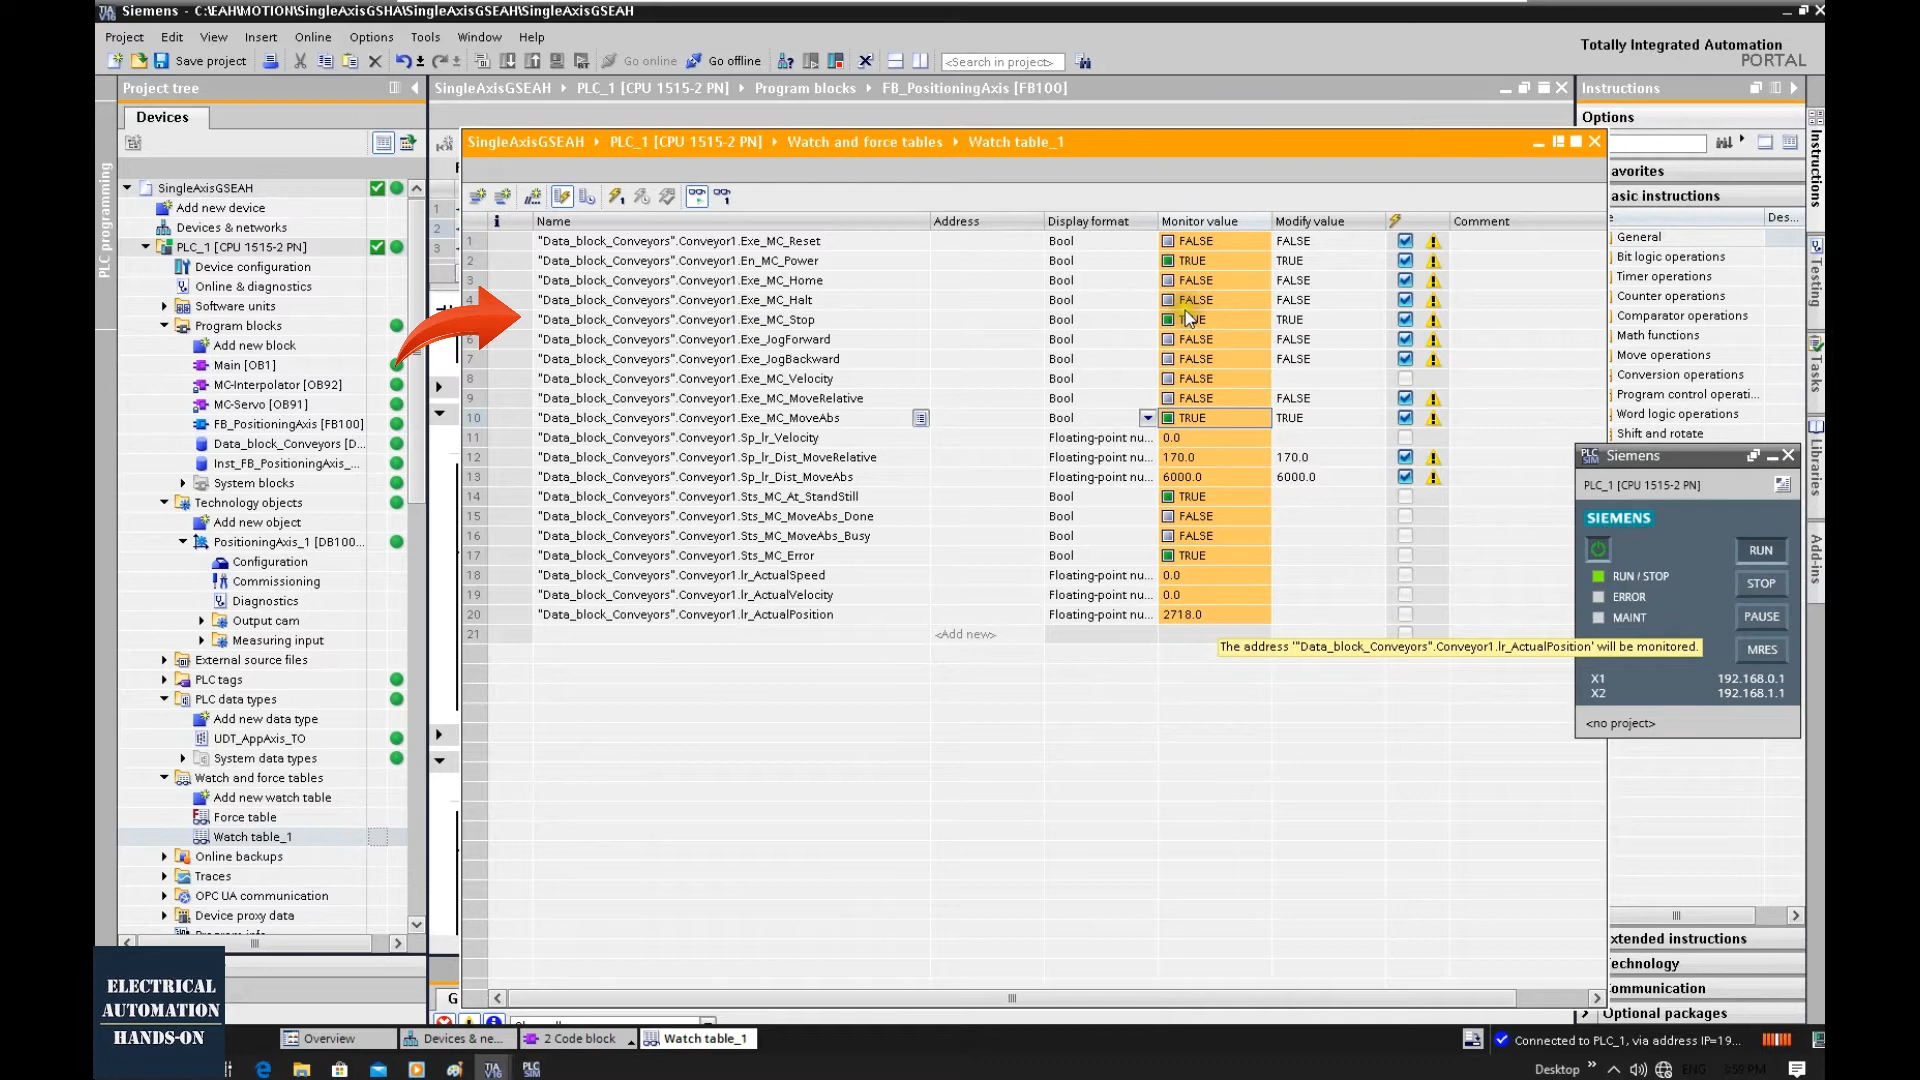 Siemens - C:\EAH\MOTION\SingleAxisGSHA\SingleAxisGSEAH\SingleAxisGSEAH
Project Edit View Insert Online Options Tools Window Help
Totally Integrated Automation
PORTAL
Save project
Go online
Go offline
<Search in project>
Project tree
SingleAxisGSEAH
PLC_1 [CPU 1515-2 PN]
Program blocks
FB_PositioningAxis [FB100]
Instructions
Devices
Options
PLC programming
SingleAxisGSEAH
Add new device
Devices & networks
PLC_1 [CPU 1515-2 PN]
Device configuration
Online & diagnostics
Software units
Program blocks
Add new block
Main [OB1]
MC-Interpolator [OB92]
MC-Servo [OB91]
FB_PositioningAxis [FB100]
Data_block_Conveyors [D...
Inst_FB_PositioningAxis_...
System blocks
Technology objects
Add new object
PositioningAxis_1 [DB100...
Configuration
Commissioning
Diagnostics
Output cam
Measuring input
External source files
PLC tags
PLC data types
Add new data type
UDT_AppAxis_TO
System data types
Watch and force tables
Add new watch table
Force table
Watch table_1
Online backups
Traces
OPC UA communication
Device proxy data
SingleAxisGSEAH
PLC_1 [CPU 1515-2 PN]
Watch and force tables
Watch table_1
i Name Address Display format Monitor value Modify value Comment
1 "Data_block_Conveyors".Conveyor1.Exe_MC_Reset Bool FALSE FALSE
2 "Data_block_Conveyors".Conveyor1.En_MC_Power Bool TRUE TRUE
3 "Data_block_Conveyors".Conveyor1.Exe_MC_Home Bool FALSE FALSE
4 "Data_block_Conveyors".Conveyor1.Exe_MC_Halt Bool FALSE FALSE
"Data_block_Conveyors".Conveyor1.Exe_MC_Stop Bool TRUE TRUE
6 "Data_block_Conveyors".Conveyor1.Exe_JogForward Bool FALSE FALSE
7 "Data_block_Conveyors".Conveyor1.Exe_JogBackward Bool FALSE FALSE
8 "Data_block_Conveyors".Conveyor1.Exe_MC_Velocity Bool FALSE
9 "Data_block_Conveyors".Conveyor1.Exe_MC_MoveRelative Bool FALSE FALSE
10 "Data_block_Conveyors".Conveyor1.Exe_MC_MoveAbs Bool TRUE TRUE
11 "Data_block_Conveyors".Conveyor1.Sp_lr_Velocity Floating-point nu... 0.0
12 "Data_block_Conveyors".Conveyor1.Sp_lr_Dist_MoveRelative Floating-point nu... 170.0 170.0
13 "Data_block_Conveyors".Conveyor1.Sp_lr_Dist_MoveAbs Floating-point nu... 6000.0 6000.0
14 "Data_block_Conveyors".Conveyor1.Sts_MC_At_StandStill Bool TRUE
15 "Data_block_Conveyors".Conveyor1.Sts_MC_MoveAbs_Done Bool FALSE
16 "Data_block_Conveyors".Conveyor1.Sts_MC_MoveAbs_Busy Bool FALSE
17 "Data_block_Conveyors".Conveyor1.Sts_MC_Error Bool TRUE
18 "Data_block_Conveyors".Conveyor1.lr_ActualSpeed Floating-point nu... 0.0
19 "Data_block_Conveyors".Conveyor1.lr_ActualVelocity Floating-point nu... 0.0
20 "Data_block_Conveyors".Conveyor1.lr_ActualPosition Floating-point nu... 2718.0
21 <Add new>
The address '"Data_block_Conveyors".Conveyor1.lr_ActualPosition' will be monitored.
avorites
asic instructions
Des...
General
Bit logic operations
Timer operations
Counter operations
Comparator operations
Math functions
Move operations
Conversion operations
Program control operati...
Word logic operations
Shift and rotate
xtended instructions
echnology
ommunication
Optional packages
Instructions
Testing
Tasks
Libraries
Add-ins
PLC SIM Siemens
PLC_1 [CPU 1515-2 PN]
SIEMENS
RUN
RUN / STOP
STOP
ERROR
MAINT
PAUSE
MRES
X1 192.168.0.1
X2 192.168.1.1
<no project>
ELECTRICAL
AUTOMATION
HANDS-ON
G
Overview
Devices & ne...
2 Code block
Watch table_1
Connected to PLC_1, via address IP=19...
TIA V16
PLC SIM
Desktop
ENG